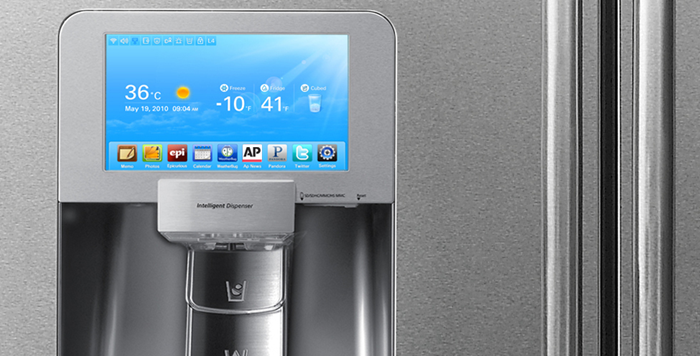 36°C
May 19, 2010 09:04 AM
Freezer
-10°F
Fridge
41°F
Cubed
epi
AP
P
Memo Photos Epicurious Calendar WeatherBug Ap News Pandora Twitter Settings
Intelligent Dispenser